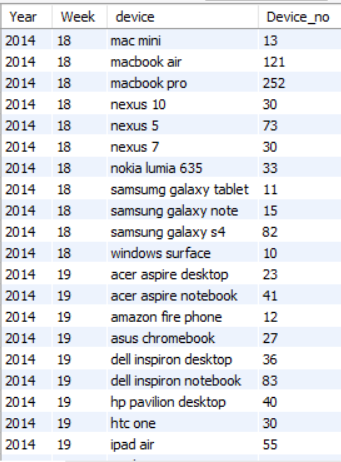 Year Week device Device_no
2014 18 mac mini 13
2014 18 macbook air 121
2014 18 macbook pro 252
2014 18 nexus 10 30
2014 18 nexus 5 73
2014 18 nexus 7 30
2014 18 nokia lumia 635 33
2014 18 samsumg galaxy tablet 11
2014 18 samsung galaxy note 15
2014 18 samsung galaxy s4 82
2014 18 windows surface 10
2014 19 acer aspire desktop 23
2014 19 acer aspire notebook 41
2014 19 amazon fire phone 12
2014 19 asus chromebook 27
2014 19 dell inspiron desktop 36
2014 19 dell inspiron notebook 83
2014 19 hp pavilion desktop 40
2014 19 htc one 30
2014 19 ipad air 55